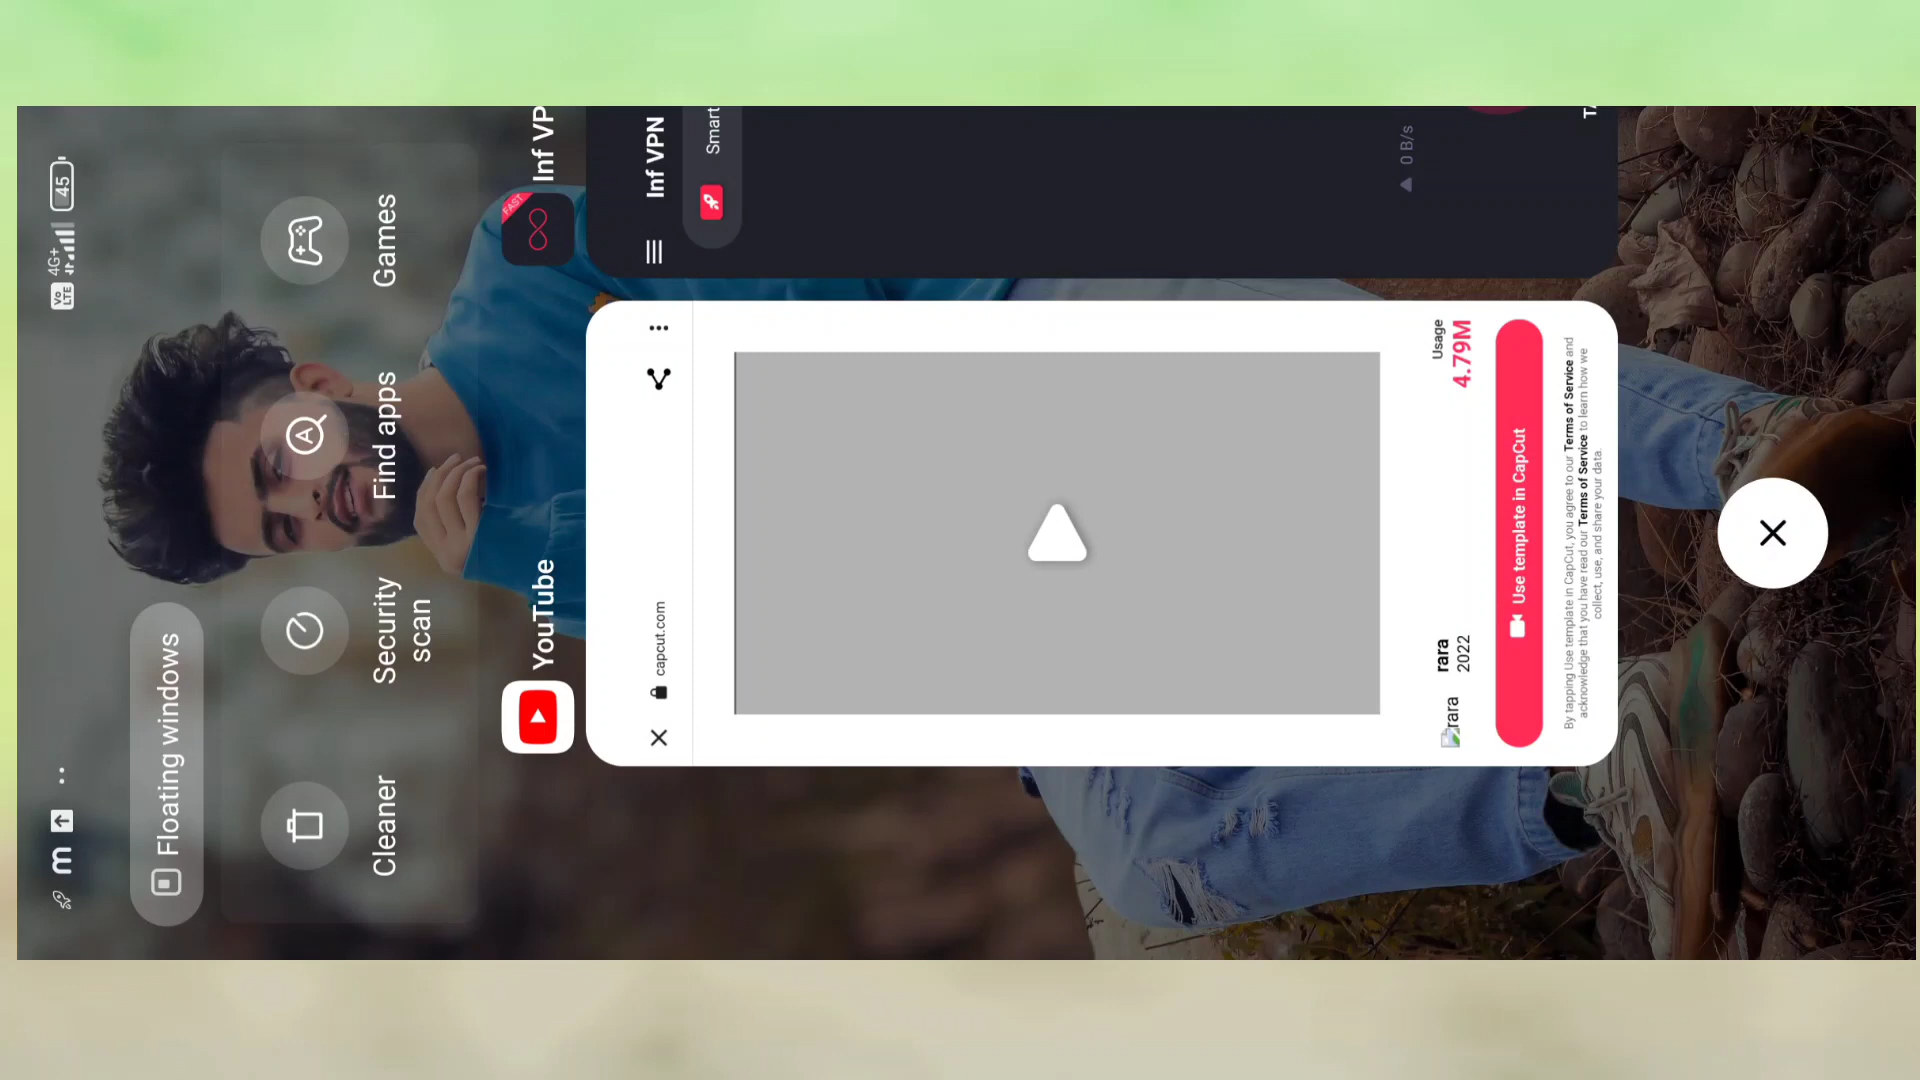 VoLTE 4G+ 45
Floating windows
Cleaner
Security
scan
Find apps
Games
YouTube
FAST
Inf VP
capcut.com
rara
rara
2022
Usage
4.79M
Use template in CapCut
By tapping Use template in CapCut, you agree to our Terms of Service and
acknowledge that you have read our Terms of Service to learn how we
collect, use, and share your data.
Inf VPN
Smart
0 B/s